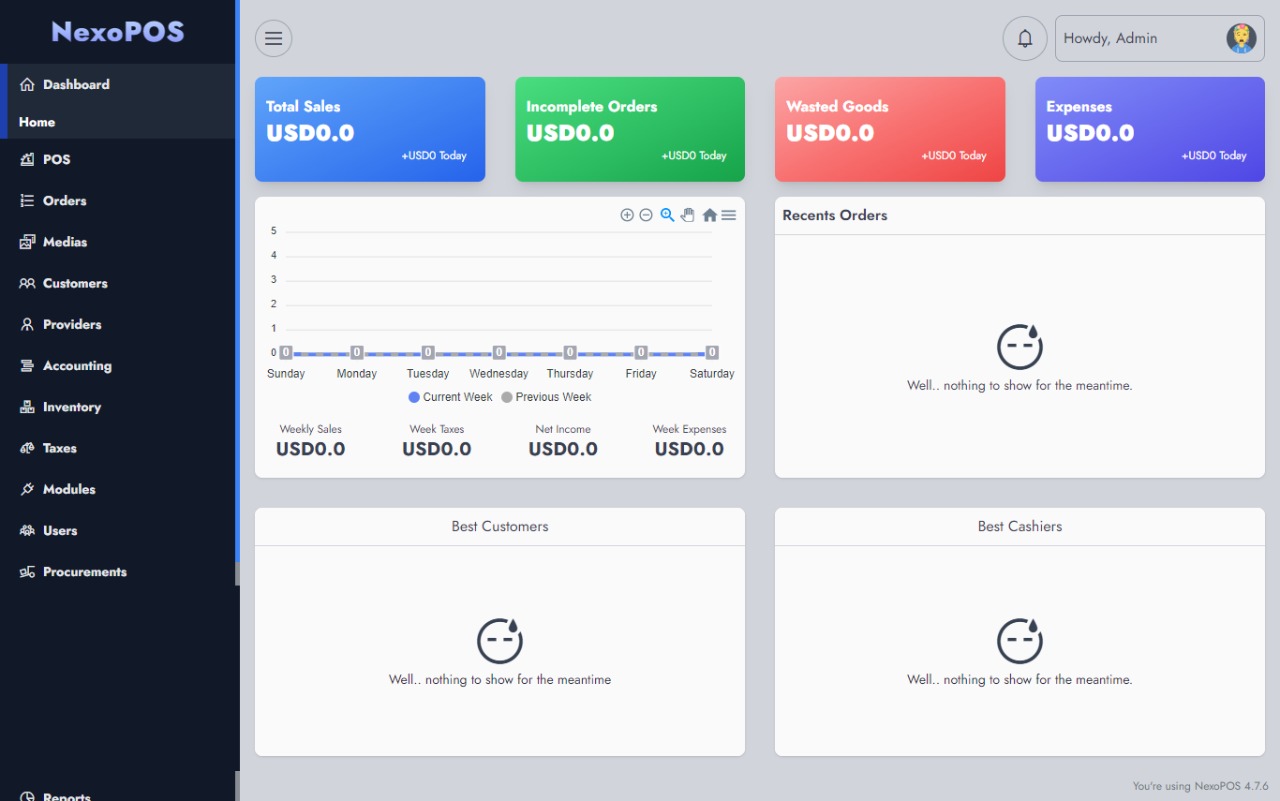 NexoPOS
Dashboard
Home
POS
Orders
Medias
Customers
Providers
Accounting
Inventory
Taxes
Modules
Users
Procurements
Reports
Howdy, Admin
Total Sales
USD0.0
+USD0 Today
Incomplete Orders
USD0.0
+USD0 Today
Wasted Goods
USD0.0
+USD0 Today
Expenses
USD0.0
+USD0 Today
5
4
3
2
1
0
0 0 0 0 0 0 0
Sunday Monday Tuesday Wednesday Thursday Friday Saturday
Current Week Previous Week
Weekly Sales Week Taxes Net Income Week Expenses
USD0.0 USD0.0 USD0.0 USD0.0
Recents Orders
Well.. nothing to show for the meantime.
Best Customers
Well.. nothing to show for the meantime
Best Cashiers
Well.. nothing to show for the meantime.
You're using NexoPOS 4.7.6